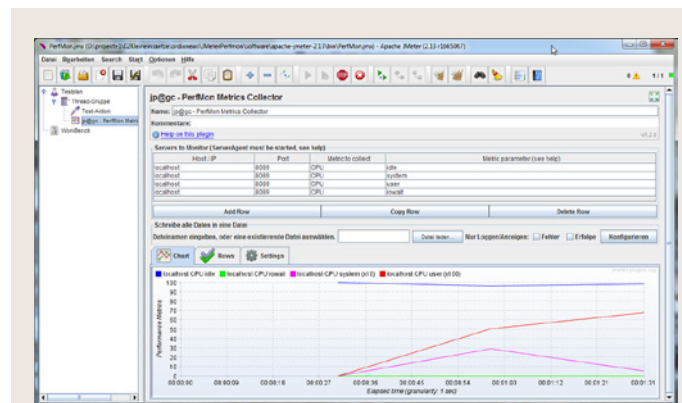 Datei Bearbeiten Search Start Optionen Hilfe
1/1
Testplan
Thread-Gruppe
Test-Action
jp@gc - PerfMon Metrics
WorkBench
jp@gc - PerfMon Metrics Collector
Name: jp@gc - PerfMon Metrics Collector
Kommentare:
Help on this plugin
Servers to Monitor (ServerAgent must be started, see help)
Host / IP Port Metric to collect Metric parameter (see help)
localhost CPU idle
localhost CPU system
localhost CPU user
localhost CPU iowait
Add Row Copy Row Delete Row
Schreibe alle Daten in eine Datei
Dateinamen eingeben, oder eine existierende Datei auswählen. Datei laden... Nur Loggen/Anzeigen: Fehler Erfolge Konfigurieren
Chart Rows Settings
localhost CPU idle localhost CPU iowait localhost CPU system localhost CPU user
Performance Metrics
100
90
80
70
60
50
40
30
20
10
0
00:00:00 00:00:09 00:00:18 00:00:27 00:00:36 00:00:45 00:00:54 00:01:03 00:01:12 00:01:21 00:01:31
Elapsed time (granularity: 1 sec)